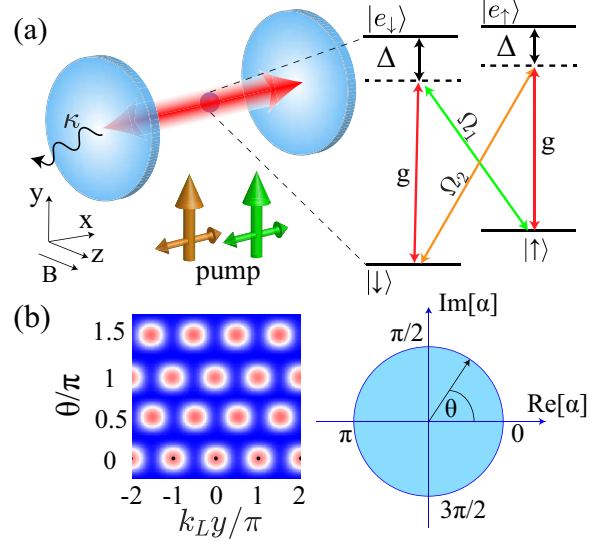 (a)
|e↓⟩
|e↑⟩
Δ
Δ
κ
Ω₁
Ω₂
g
g
y
x
z
B
pump
|↓⟩
|↑⟩
(b)
θ/π
1.5
1
0.5
0
-2 -1 0 1 2
k_L y/π
Im[α]
π/2
θ
Re[α]
π
0
3π/2